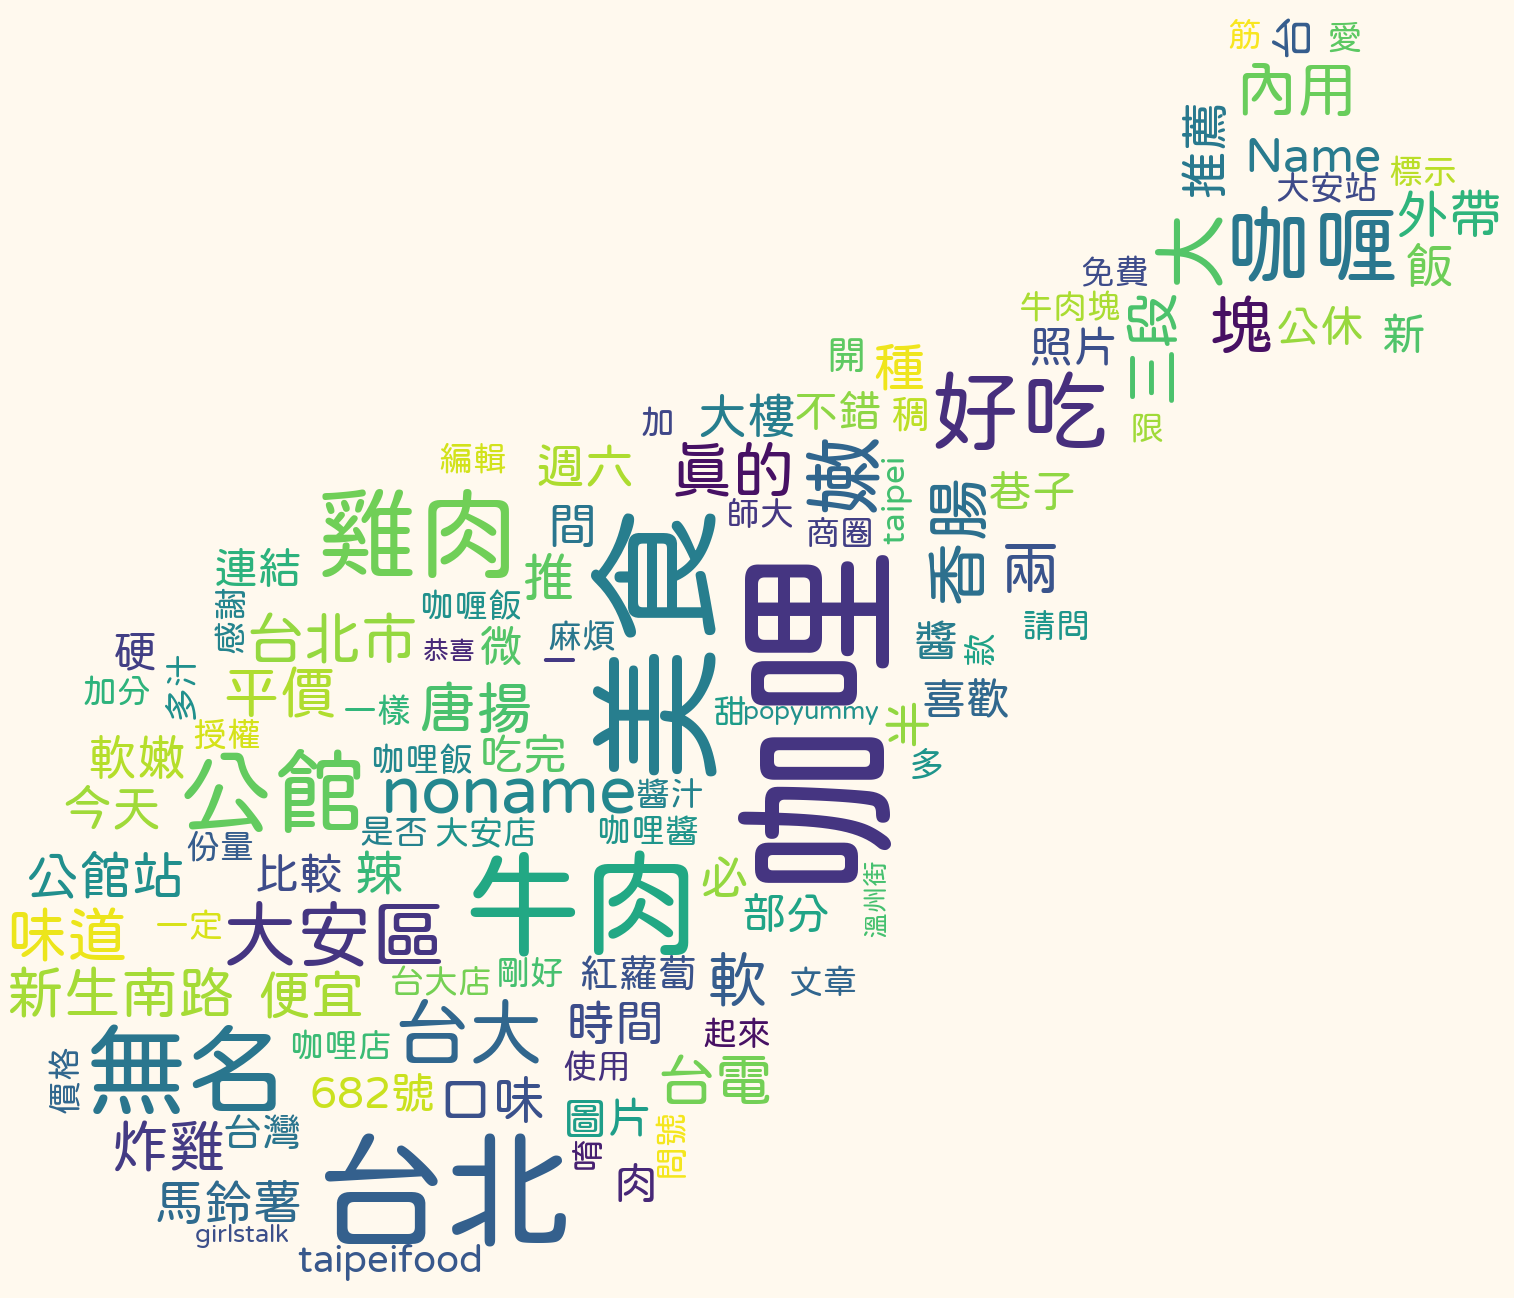 筋
台
愛
內用
推薦
Name
大安站
標示
外帶
大
咖喱
飯
免費
牛肉塊
照片
三段
塊
公休
新
開
種
好吃
限
加
大樓
不錯
稠
編輯
週六
真的
嫩
taipei
師大
商圈
香腸
巷子
雞肉
間
美食
咖哩
兩
連結
推
感謝
咖喱飯
台北市
恭喜
微
麻煩
一
醬
款
請問
硬
加分
多汁
平價
一樣
唐揚
甜
popyummy
半
喜歡
多
授權
軟嫩
公館
咖哩飯
吃完
今天
noname
醬汁
份量
是否
大安店
咖哩醬
公館站
比較
辣
牛肉
必
部分
溫州街
味道
一定
大安區
新生南路
便宜
台大店
剛好
紅蘿蔔
軟
文章
無名
咖哩店
台大
時間
起來
價格
682號
口味
使用
台電
炸雞
台灣
圖片
嘴
問號
肉
馬鈴薯
台北
girlstalk
taipeifood